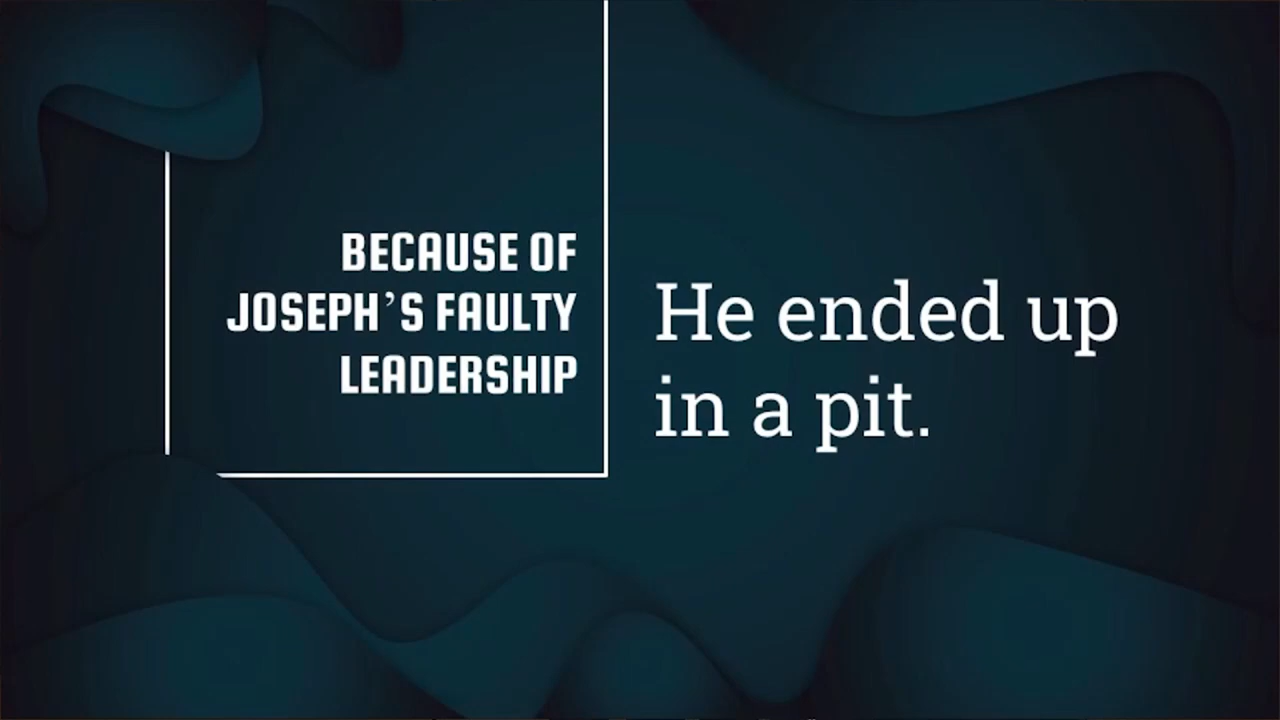 BECAUSE OF
JOSEPH’S FAULTY
LEADERSHIP
He ended up
in a pit.